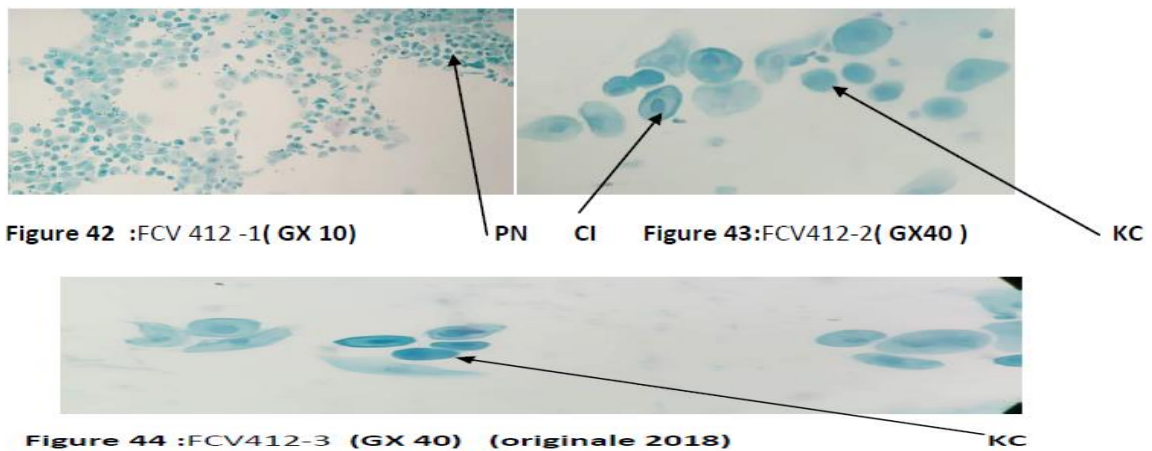 Figure 42 :FCV 412 -1( GX 10) PN CI Figure 43:FCV412-2( GX40 ) KC
Figure 44 :FCV412-3 (GX 40) (originale 2018) KC